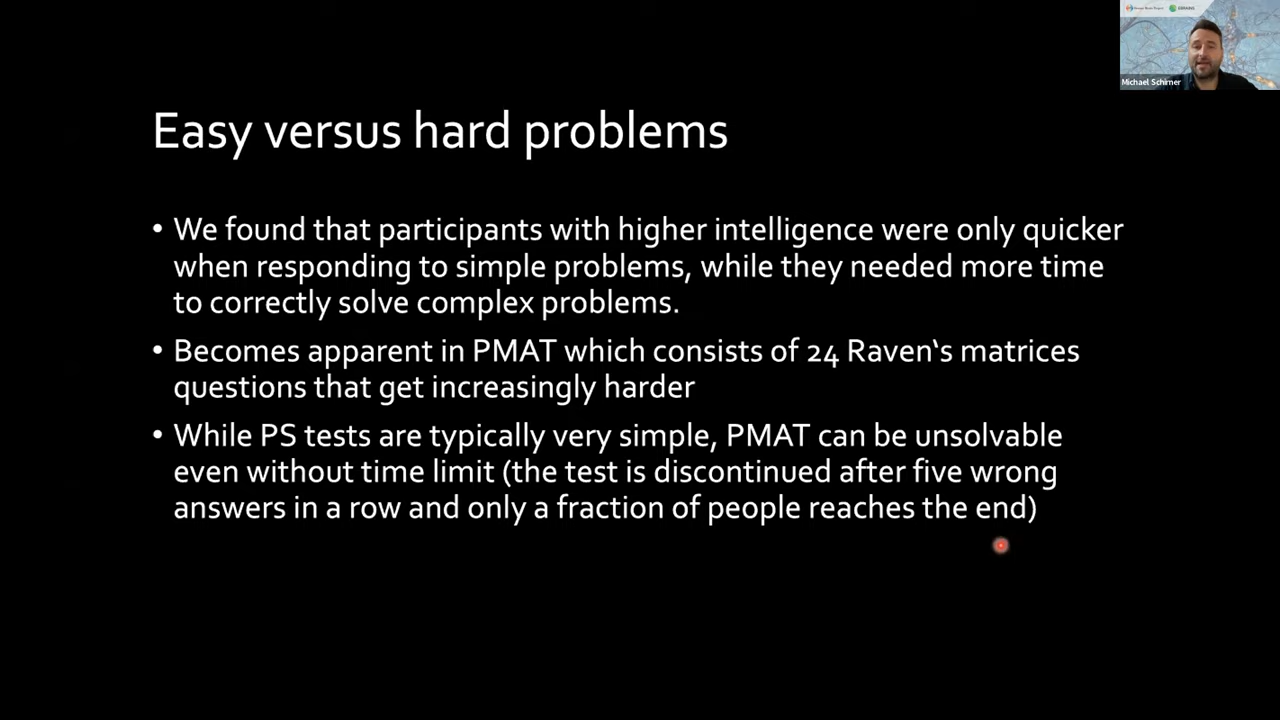 Human Brain Project
EBRAINS
Michael Schirner
Easy versus hard problems
• We found that participants with higher intelligence were only quicker
when responding to simple problems, while they needed more time
to correctly solve complex problems.
• Becomes apparent in PMAT which consists of 24 Raven‘s matrices
questions that get increasingly harder
• While PS tests are typically very simple, PMAT can be unsolvable
even without time limit (the test is discontinued after five wrong
answers in a row and only a fraction of people reaches the end)